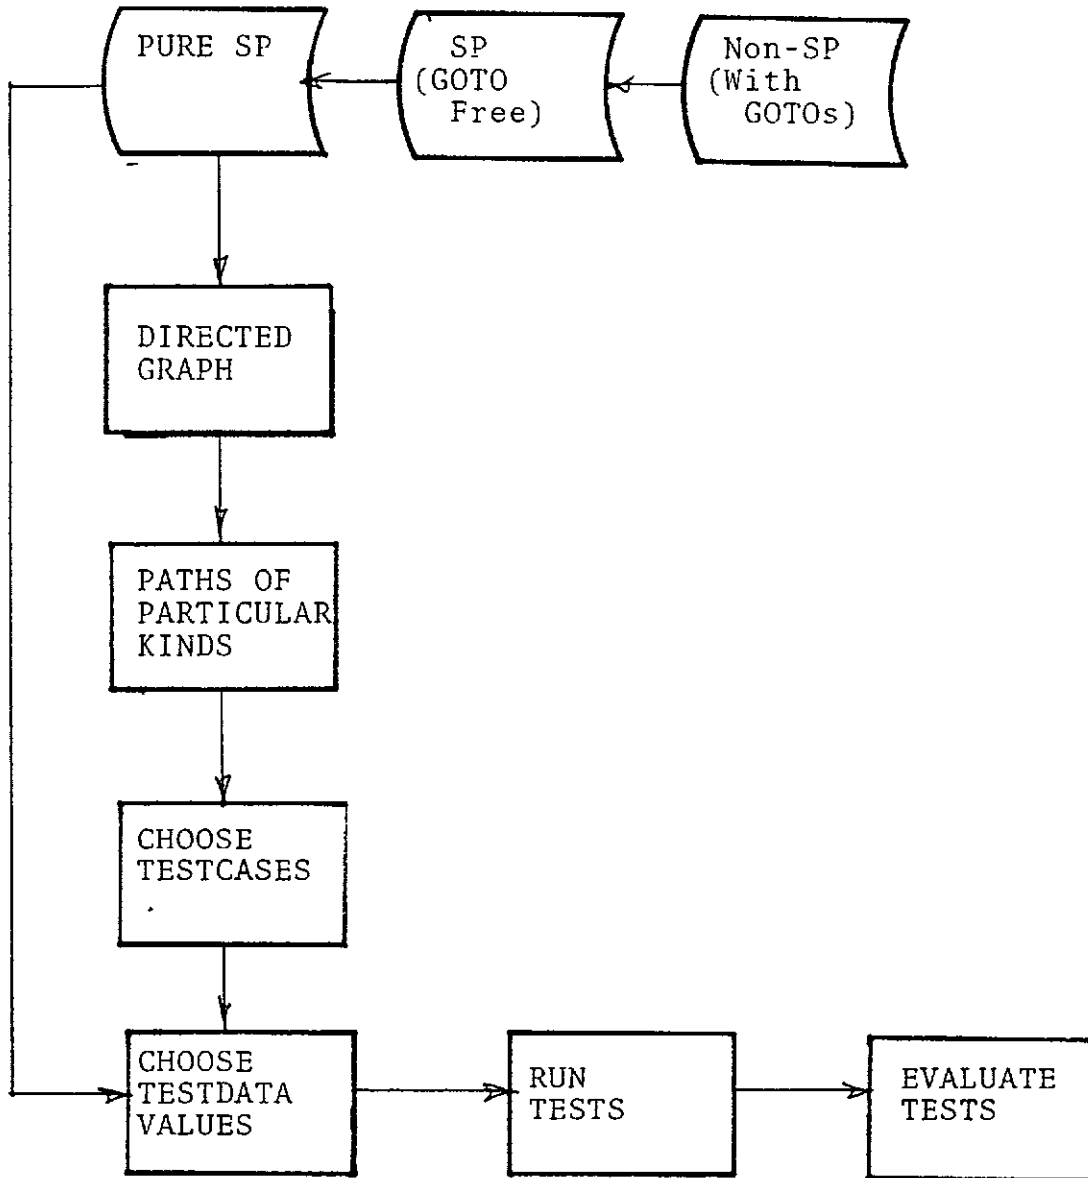 PURE SP
SP
(GOTO
Free)
Non-SP
(With
GOTOs)
DIRECTED
GRAPH
PATHS OF
PARTICULAR
KINDS
CHOOSE
TESTCASES
CHOOSE
TESTDATA
VALUES
RUN
TESTS
EVALUATE
TESTS